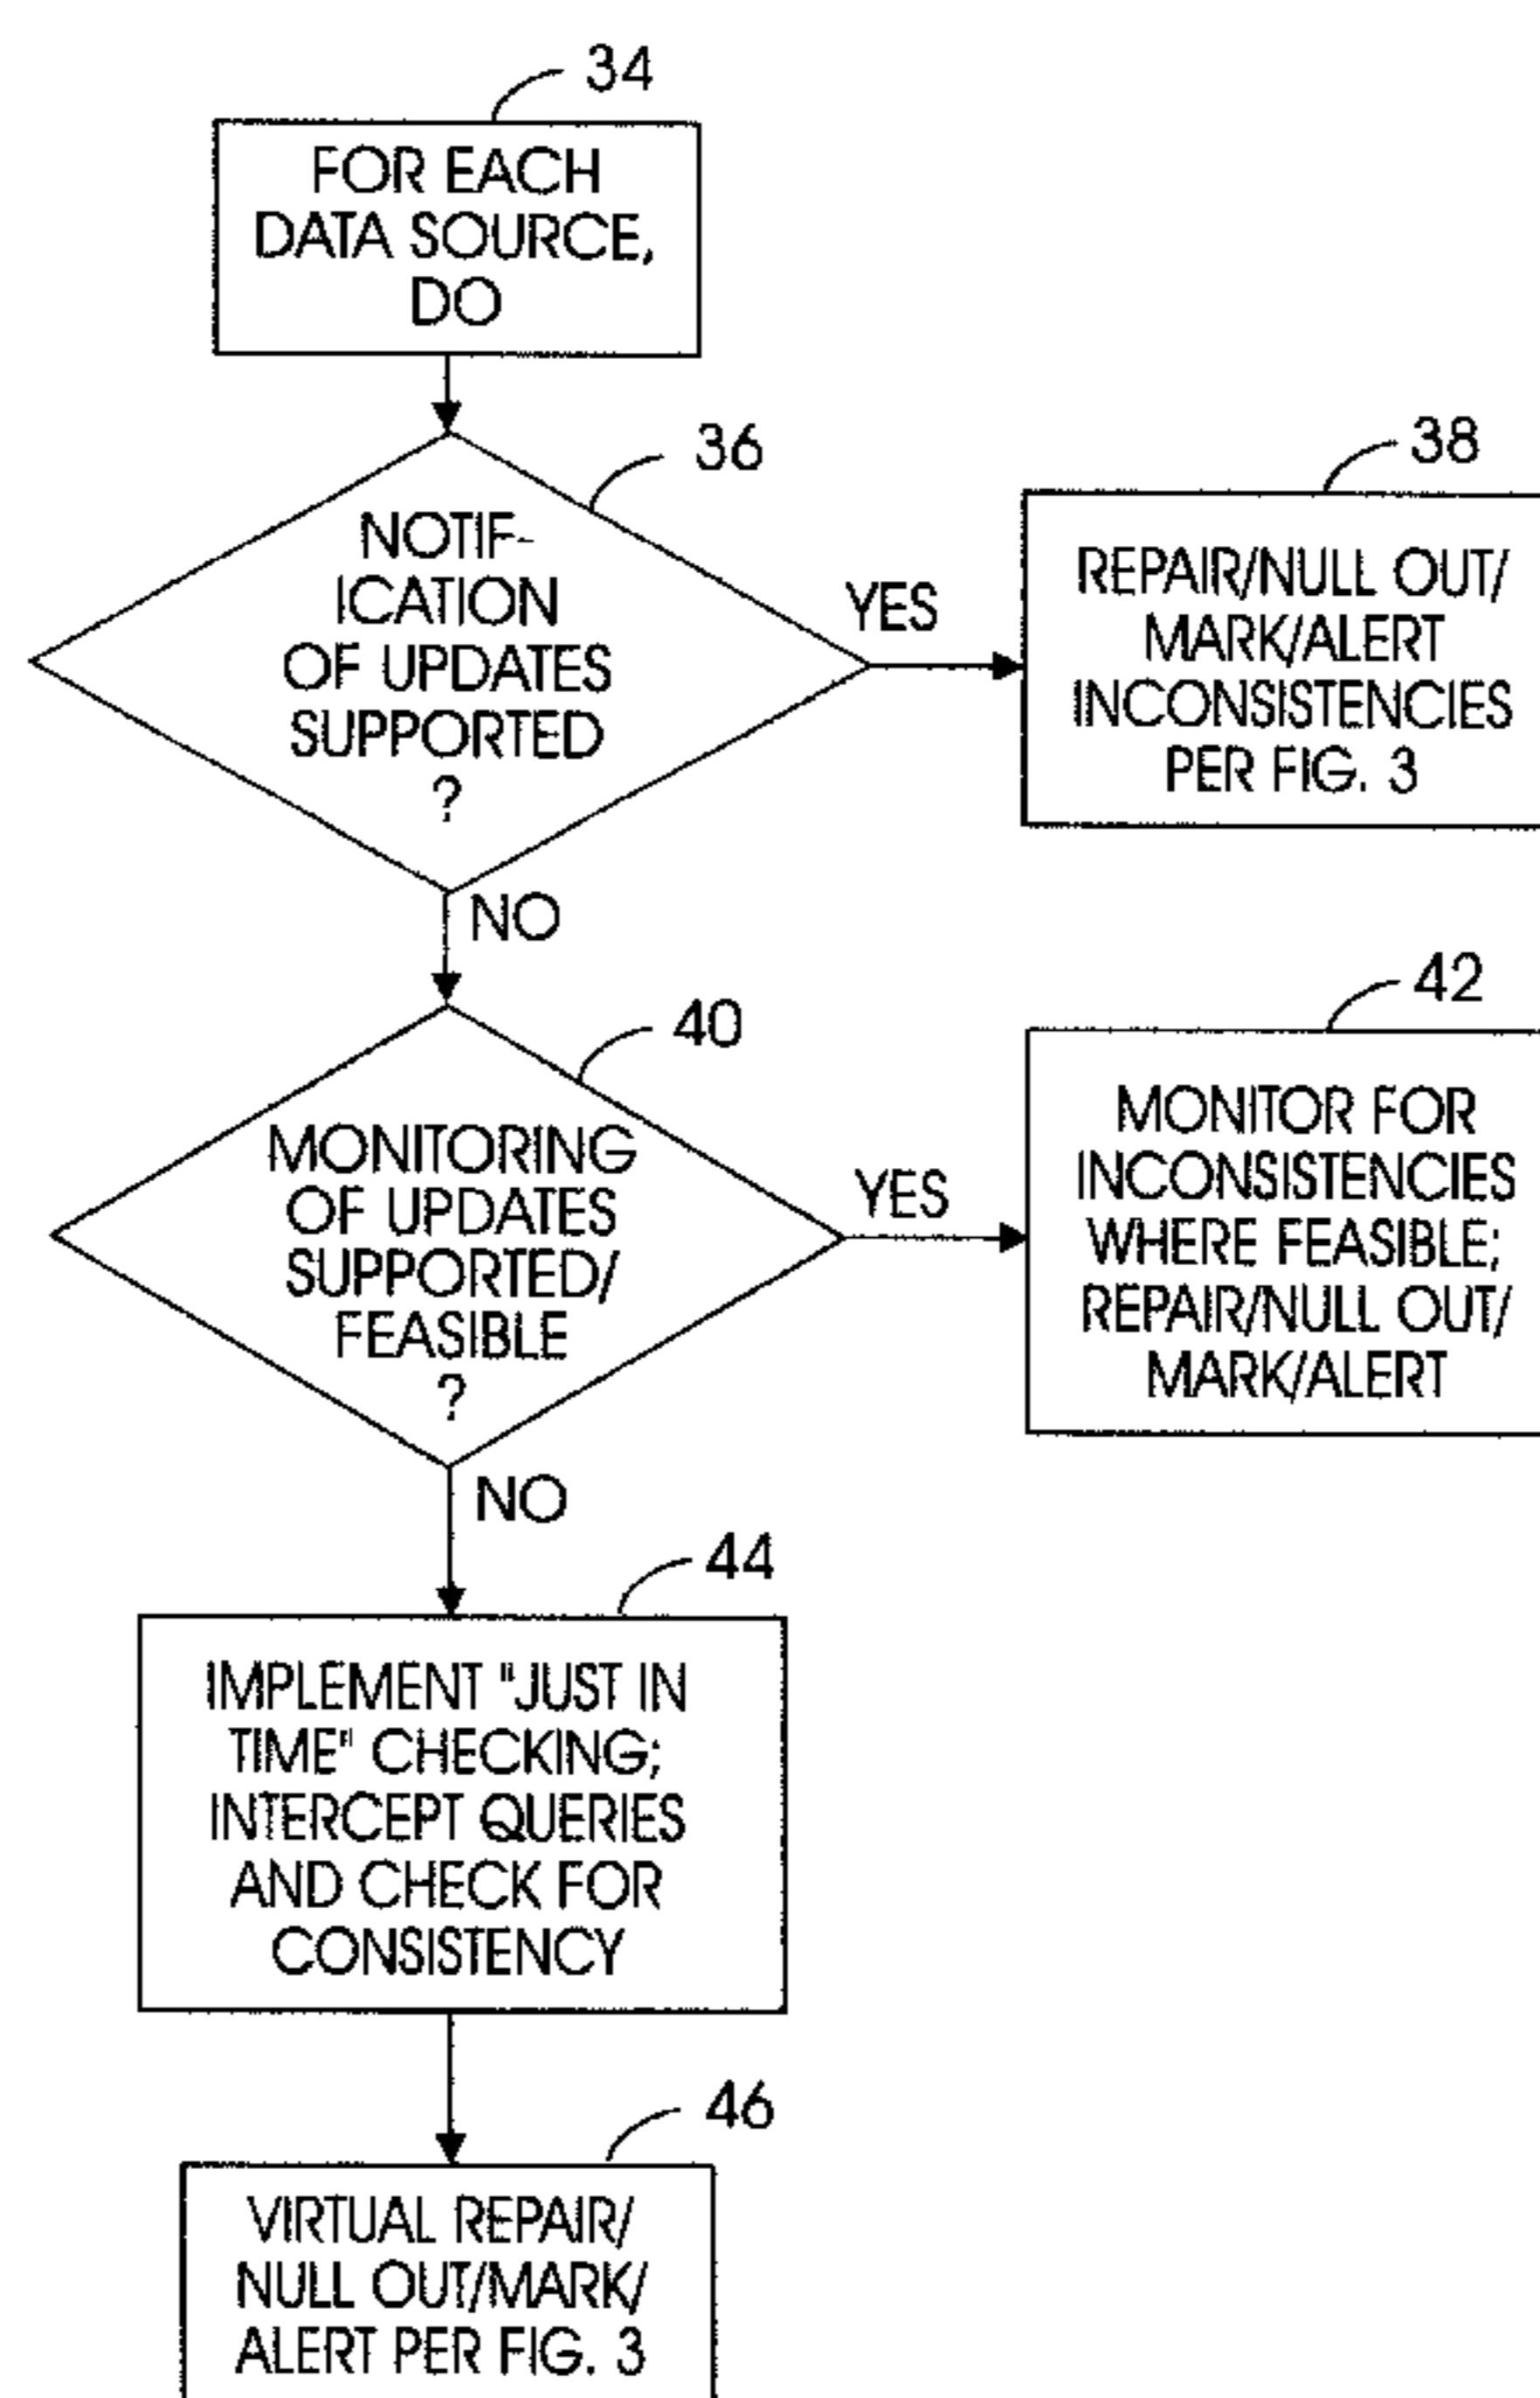 34
FOR EACH
DATA SOURCE,
DO
36
NOTIF-
ICATION
OF UPDATES
SUPPORTED
?
YES
38
REPAIR/NULL OUT/
MARK/ALERT
INCONSISTENCIES
PER FIG. 3
NO
40
MONITORING
OF UPDATES
SUPPORTED/
FEASIBLE
?
YES
42
MONITOR FOR
INCONSISTENCIES
WHERE FEASIBLE;
REPAIR/NULL OUT/
MARK/ALERT
NO
44
IMPLEMENT "JUST IN
TIME" CHECKING;
INTERCEPT QUERIES
AND CHECK FOR
CONSISTENCY
46
VIRTUAL REPAIR/
NULL OUT/MARK/
ALERT PER FIG. 3